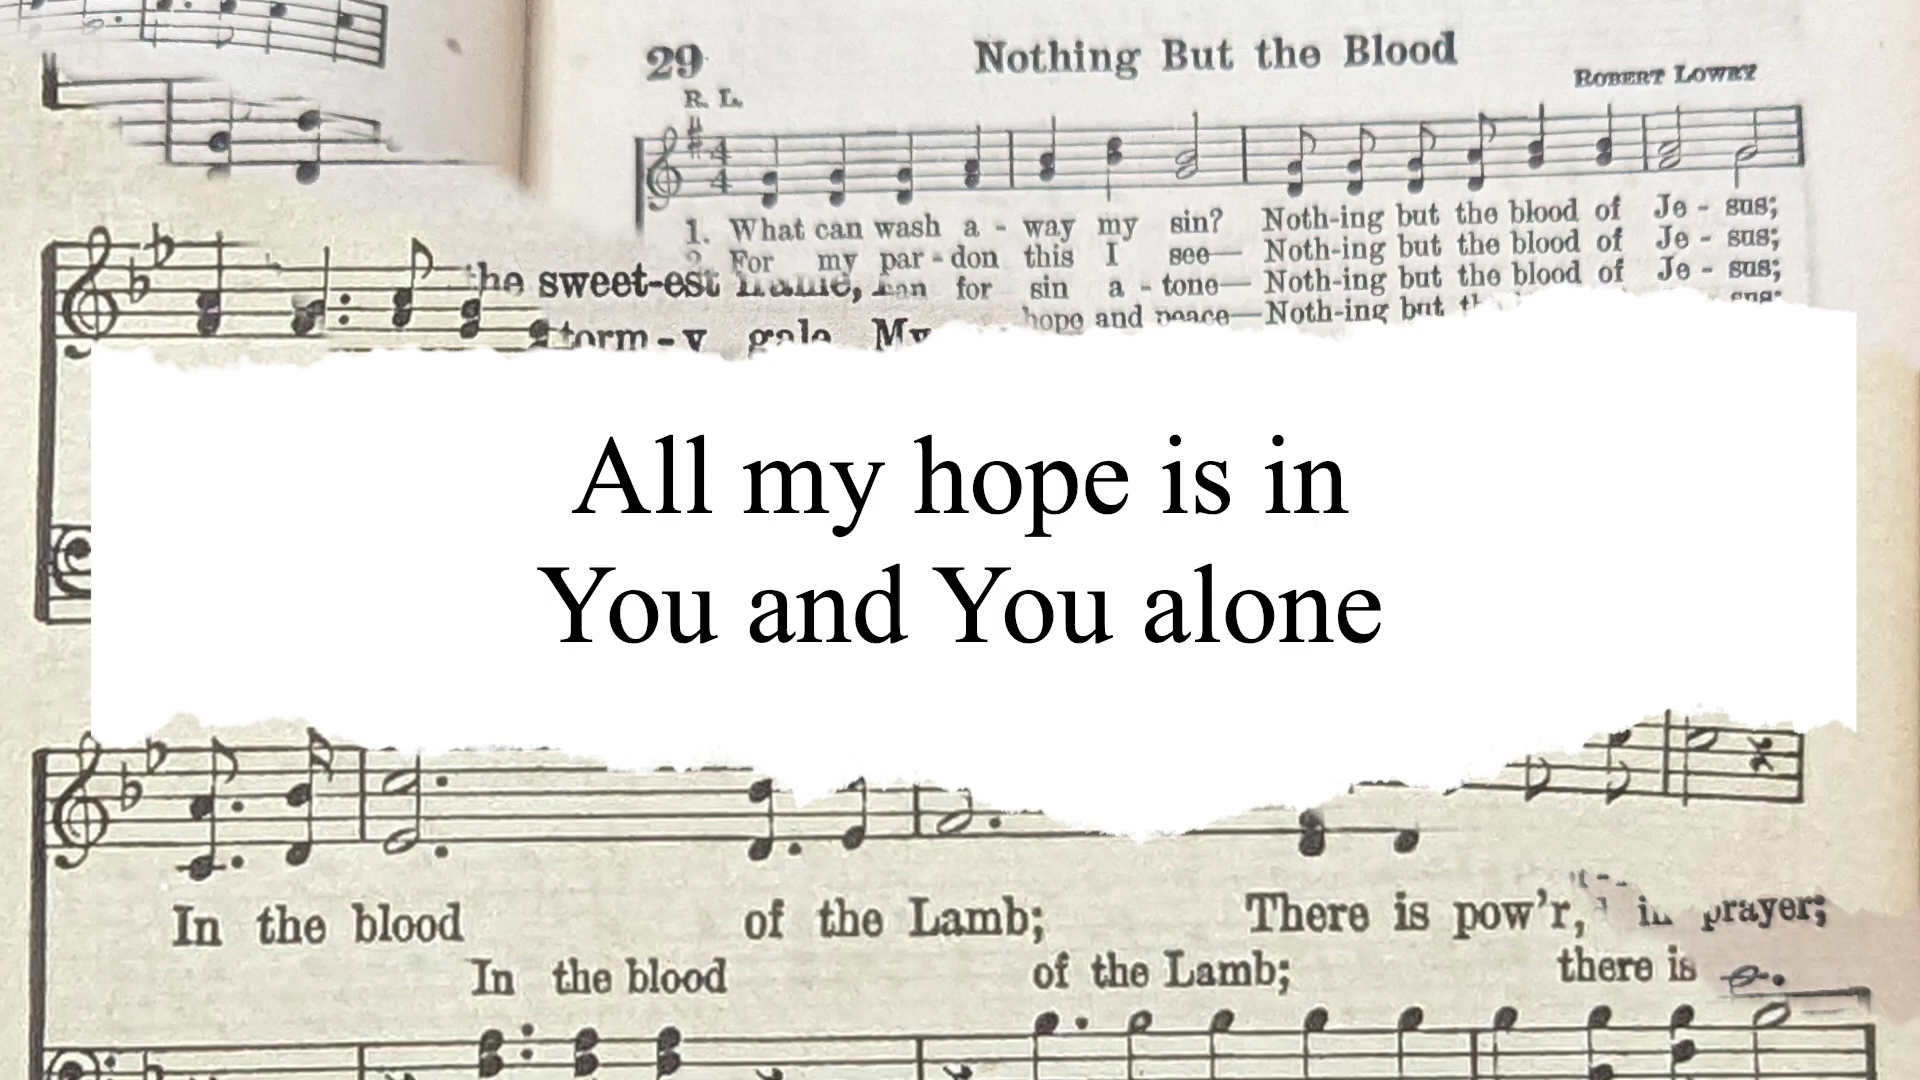 29
Nothing But the Blood
ROBERT LOWRY
R. L.
1. What can wash a - way my sin? Noth-ing but the blood of Je - sus;
For my par - don this I see— Noth-ing but the blood of Je - sus;
the sweet-est for sin a - tone— Noth-ing but the blood of Je - sus;
hope and peace—Noth-ing but
My
All my hope is in
You and You alone
In the blood of the Lamb; There is pow'r, prayer;
In the blood of the Lamb; there is